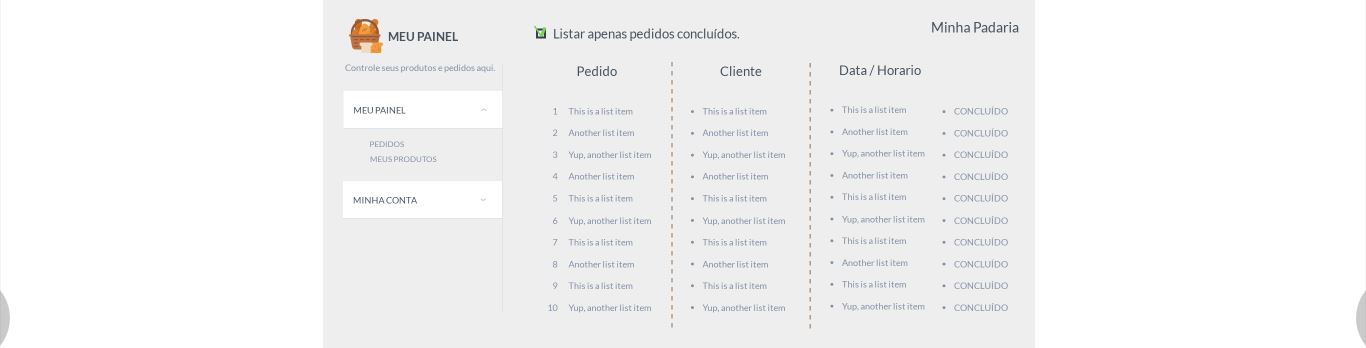 MEU PAINEL
Controle seus produtos e pedidos aqui.
MEU PAINEL
PEDIDOS
MEUS PRODUTOS
MINHA CONTA
Listar apenas pedidos concluídos.
Minha Padaria
Pedido Cliente Data / Horario
1 This is a list item • This is a list item • This is a list item • CONCLUÍDO
2 Another list item • Another list item • Another list item • CONCLUÍDO
3 Yup, another list item • Yup, another list item • Yup, another list item • CONCLUÍDO
4 Another list item • Another list item • Another list item • CONCLUÍDO
5 This is a list item • This is a list item • This is a list item • CONCLUÍDO
6 Yup, another list item • Yup, another list item • Yup, another list item • CONCLUÍDO
7 This is a list item • This is a list item • This is a list item • CONCLUÍDO
8 Another list item • Another list item • Another list item • CONCLUÍDO
9 This is a list item • This is a list item • This is a list item • CONCLUÍDO
10 Yup, another list item • Yup, another list item • Yup, another list item • CONCLUÍDO